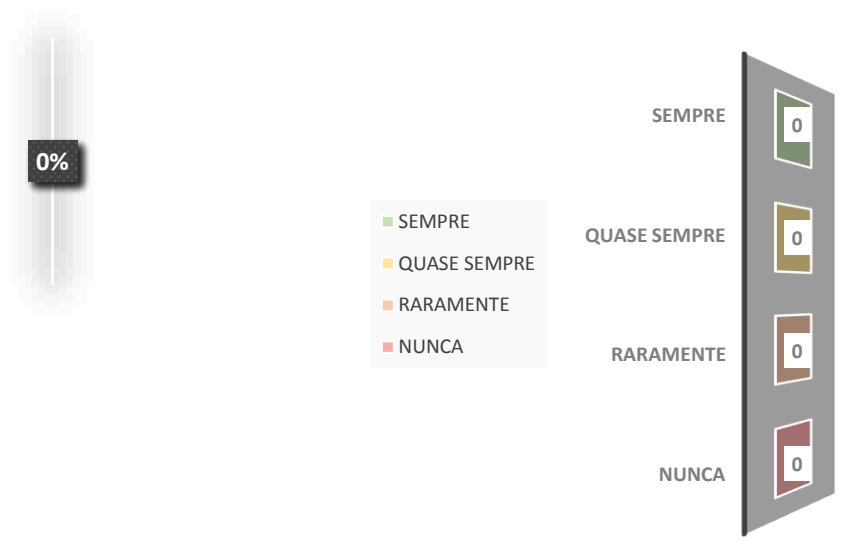 0%
SEMPRE
QUASE SEMPRE
RARAMENTE
NUNCA
SEMPRE
0
QUASE SEMPRE
0
RARAMENTE
0
NUNCA
0